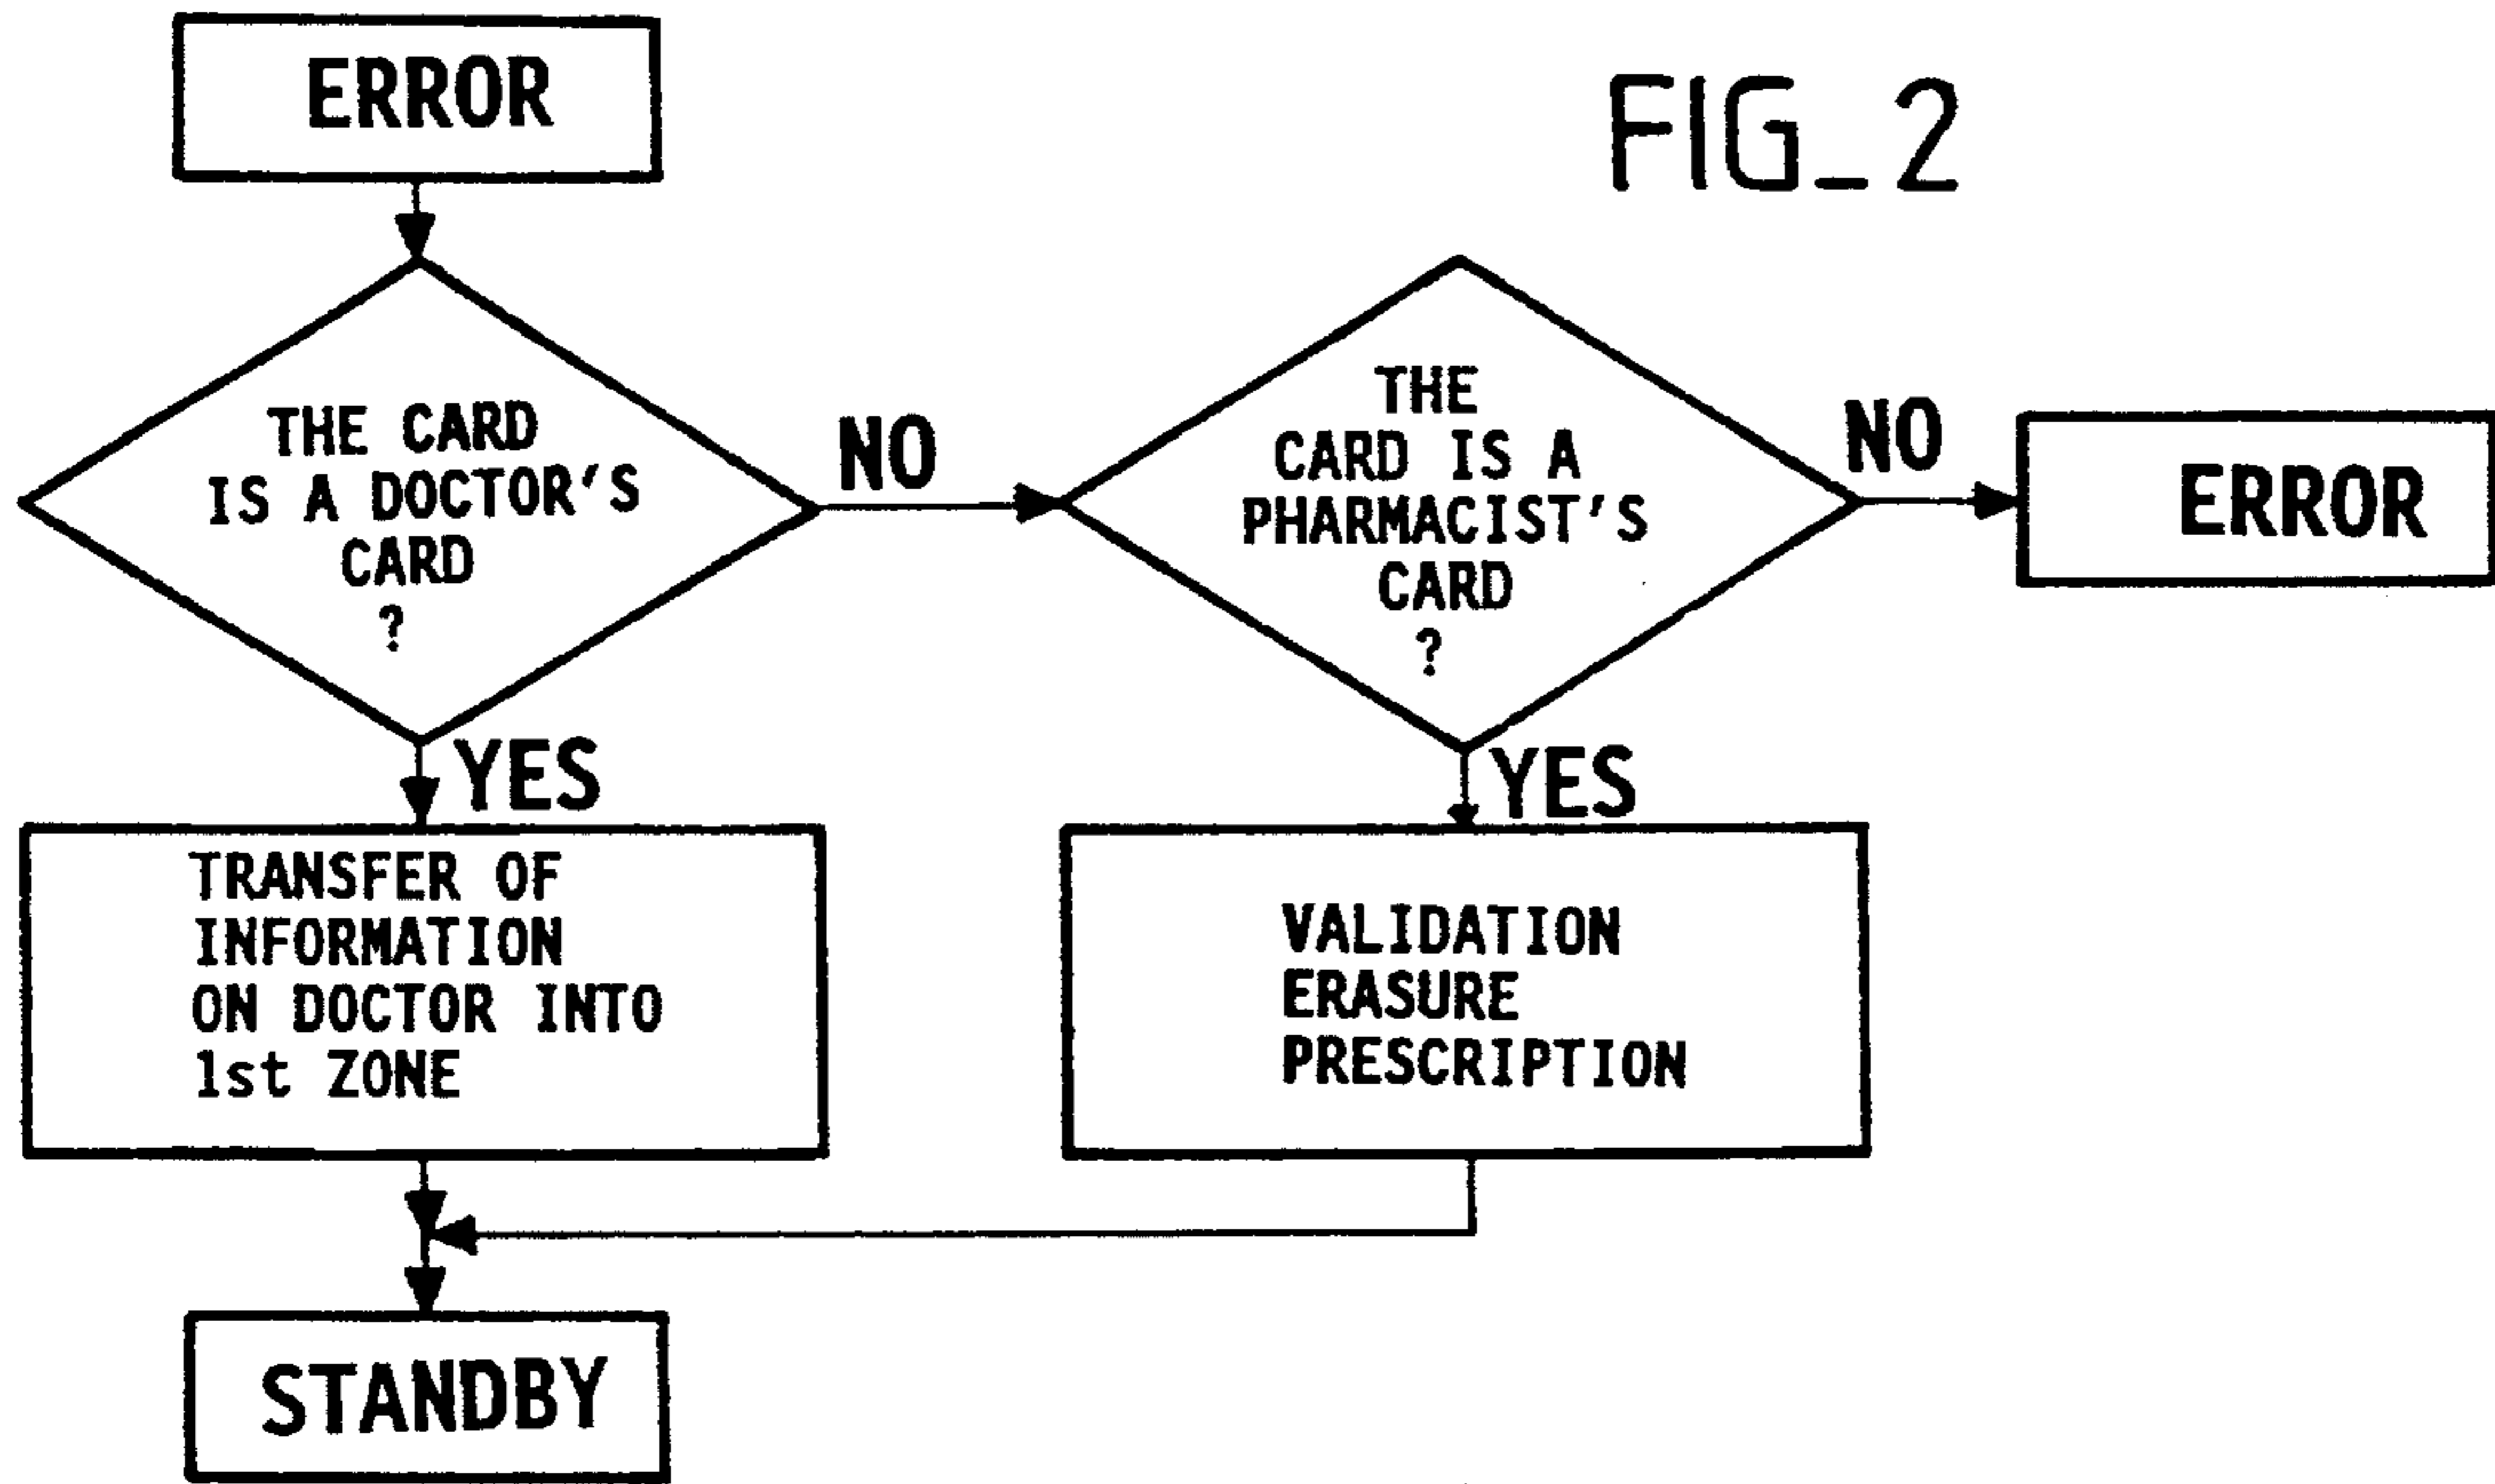 ERROR
FIG_2
THE CARD
IS A DOCTOR'S
CARD
?
NO
THE
CARD IS A
PHARMACIST'S
CARD
?
NO
ERROR
YES
YES
TRANSFER OF
INFORMATION
ON DOCTOR INTO
1st ZONE
VALIDATION
ERASURE
PRESCRIPTION
STANDBY